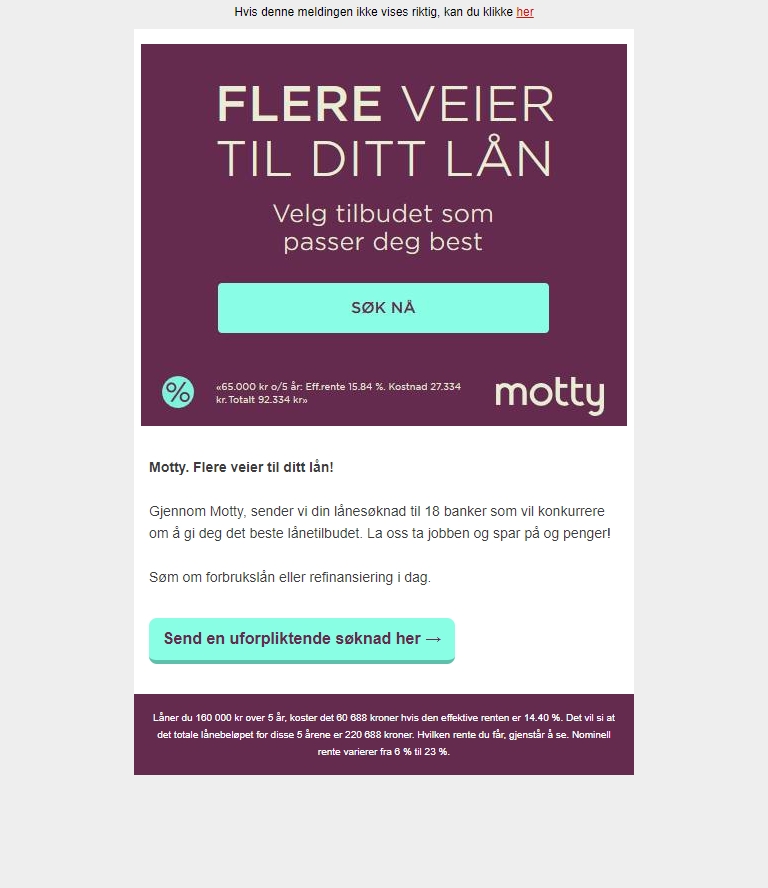 Hvis denne meldingen ikke vises riktig, kan du klikke her
FLERE VEIER
TIL DITT LÅN
Velg tilbudet som
passer deg best
SØK NÅ
%
«65.000 kr o/5 år: Eff.rente 15.84 %. Kostnad 27.334
kr. Totalt 92.334 kr»
motty
Motty. Flere veier til ditt lån!
Gjennom Motty, sender vi din lånesøknad til 18 banker som vil konkurrere
om å gi deg det beste lånetilbudet. La oss ta jobben og spar på og penger!
Søm om forbrukslån eller refinansiering i dag.
Send en uforpliktende søknad her →
Låner du 160 000 kr over 5 år, koster det 60 688 kroner hvis den effektive renten er 14.40 %. Det vil si at
det totale lånebeløpet for disse 5 årene er 220 688 kroner. Hvilken rente du får, gjenstår å se. Nominell
rente varierer fra 6 % til 23 %.